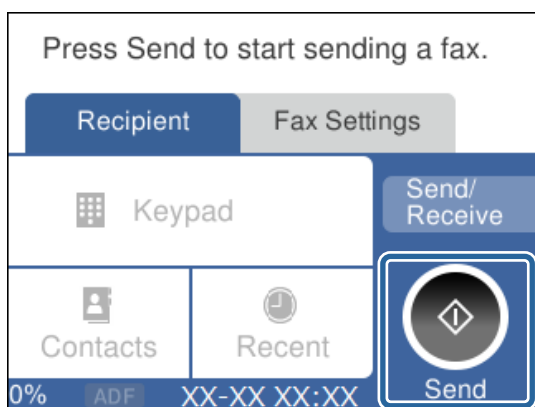 Press Send to start sending a fax.
Recipient
Fax Settings
Keypad
Send/
Receive
Contacts
Recent
Send
0%
ADF
XX-XX XX:XX